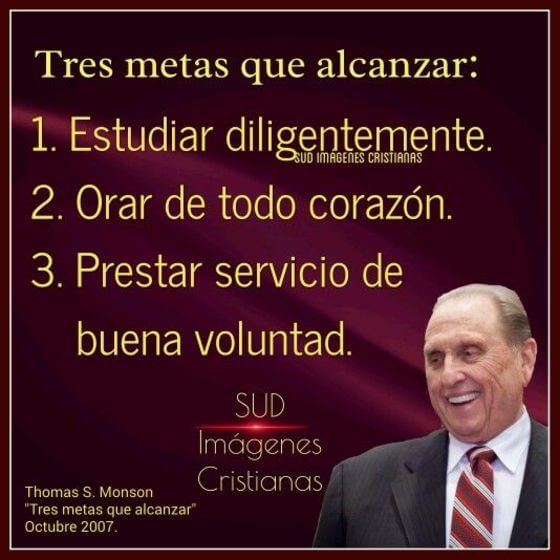 Tres metas que alcanzar:
1. Estudiar diligentemente.
SUD IMÁGENES CRISTIANAS
2. Orar de todo corazón.
3. Prestar servicio de
buena voluntad.
SUD
Imágenes
Cristianas
Thomas S. Monson
"Tres metas que alcanzar"
Octubre 2007.